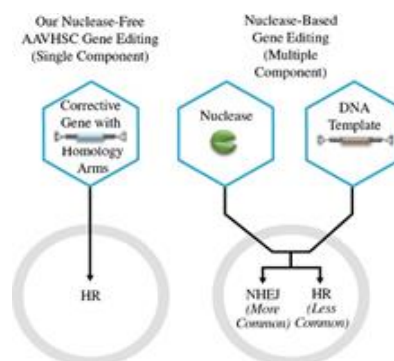 Our Nuclease-Free
AAVHSC Gene Editing
(Single Component)
Corrective
Gene with
Homology
Arms
HR
Nuclease-Based
Gene Editing
(Multiple
Component)
Nuclease
DNA
Template
NHEJ
(More
Common)
HR
(Less
Common)